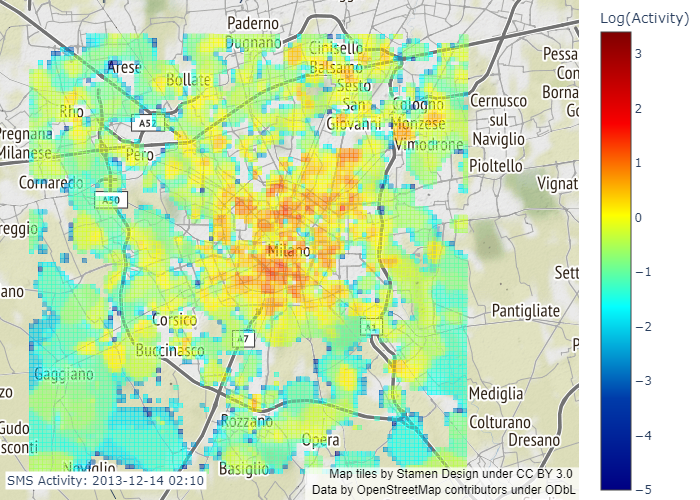 Log(Activity)
Paderno
Dugnano
Cinisello
Balsamo
Arese
Bollate
Sesto
San
Giovanni
Rho
A52
Cologno
Monzese
Vimodrone
Cernusco
sul
Naviglio
Pioltello
Pregnana
Milanese
Pero
Cornaredo
A50
Vignat
reggio
Milano
Sett
ano
Corsico
A7
A1
Pantigliate
P
Buccinasco
Gaggiano
zo
Mediglia
Rozzano
Colturano
Dresano
Gudo
sconti
Opera
Noviglio
Basiglio
Pessa
Con
Borna
Go
3
2
1
0
−1
−2
−3
−4
−5
SMS Activity: 2013-12-14 02:10
Map tiles by Stamen Design under CC BY 3.0
Data by OpenStreetMap contributors under ODbL